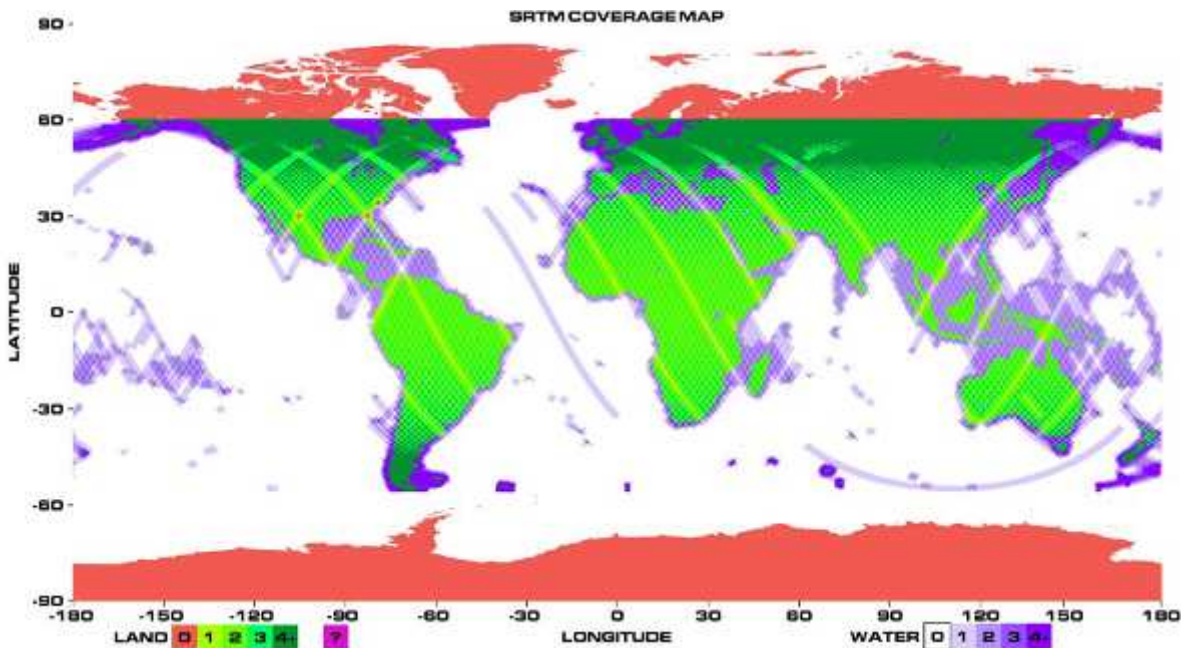 SRTM COVERAGE MAP
90
60
30
0
-30
-60
-90
LATITUDE
-180 -150 -120 -90 -60 -30 0 30 60 90 120 150 180
LAND 0 1 2 3 4+ ? LONGITUDE WATER 0 1 2 3 4+